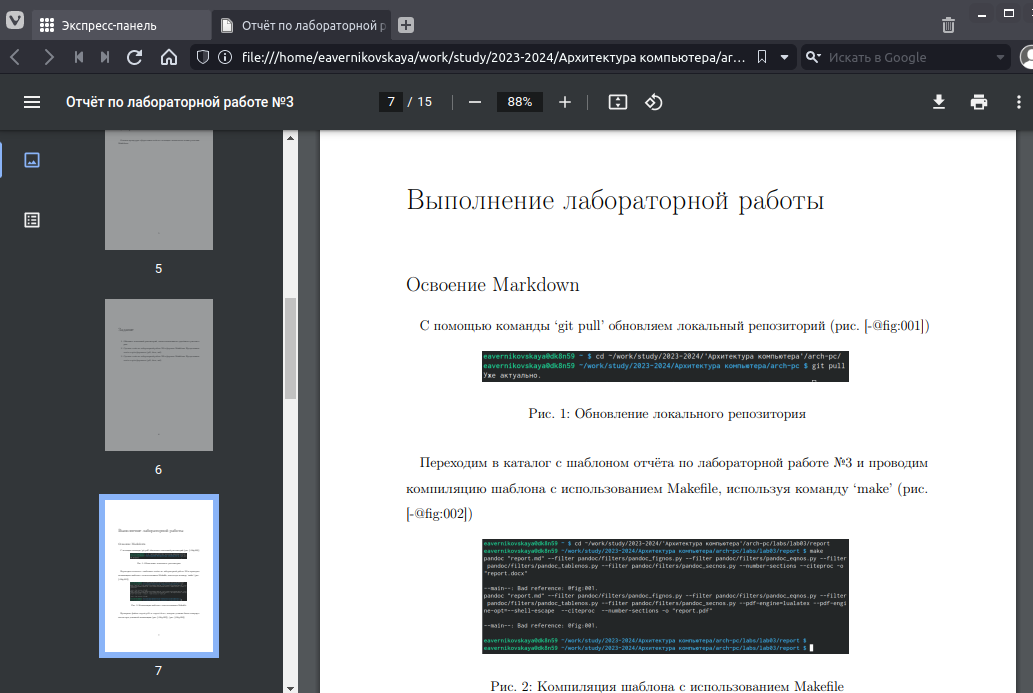 Экспресс-панель
Отчёт по лабораторной р
file:///home/eavernikovskaya/work/study/2023-2024/Архитектура компьютера/ar...
Искать в Google
Отчёт по лабораторной работе №3
7 / 15
88%
5
6
7
Выполнение лабораторной работы
Освоение Markdown
С помощью команды ‘git pull’ обновляем локальный репозиторий (рис. [-@fig:001])
eavernikovskaya@dk8n59 ~ $ cd ~/work/study/2023-2024/'Архитектура компьютера'/arch-pc/
eavernikovskaya@dk8n59 ~/work/study/2023-2024/Архитектура компьютера/arch-pc $ git pull
Уже актуально.
Рис. 1: Обновление локального репозитория
Переходим в каталог с шаблоном отчёта по лабораторной работе №3 и проводим
компиляцию шаблона с использованием Makefile, используя команду ‘make’ (рис.
[-@fig:002])
eavernikovskaya@dk8n59 ~ $ cd ~/work/study/2023-2024/'Архитектура компьютера'/arch-pc/labs/lab03/report
eavernikovskaya@dk8n59 ~/work/study/2023-2024/Архитектура компьютера/arch-pc/labs/lab03/report $ make
pandoc "report.md" --filter pandoc/filters/pandoc_fignos.py --filter pandoc/filters/pandoc_eqnos.py --filter
pandoc/filters/pandoc_tablenos.py --filter pandoc/filters/pandoc_secnos.py --number-sections --citeproc -o
"report.docx"
--main--: Bad reference: @fig:001.
pandoc "report.md" --filter pandoc/filters/pandoc_fignos.py --filter pandoc/filters/pandoc_eqnos.py --filter
pandoc/filters/pandoc_tablenos.py --filter pandoc/filters/pandoc_secnos.py --pdf-engine=lualatex --pdf-engi
ne-opt=--shell-escape --citeproc --number-sections -o "report.pdf"
--main--: Bad reference: @fig:001.
eavernikovskaya@dk8n59 ~/work/study/2023-2024/Архитектура компьютера/arch-pc/labs/lab03/report $
eavernikovskaya@dk8n59 ~/work/study/2023-2024/Архитектура компьютера/arch-pc/labs/lab03/report $
Рис. 2: Компиляция шаблона с использованием Makefile